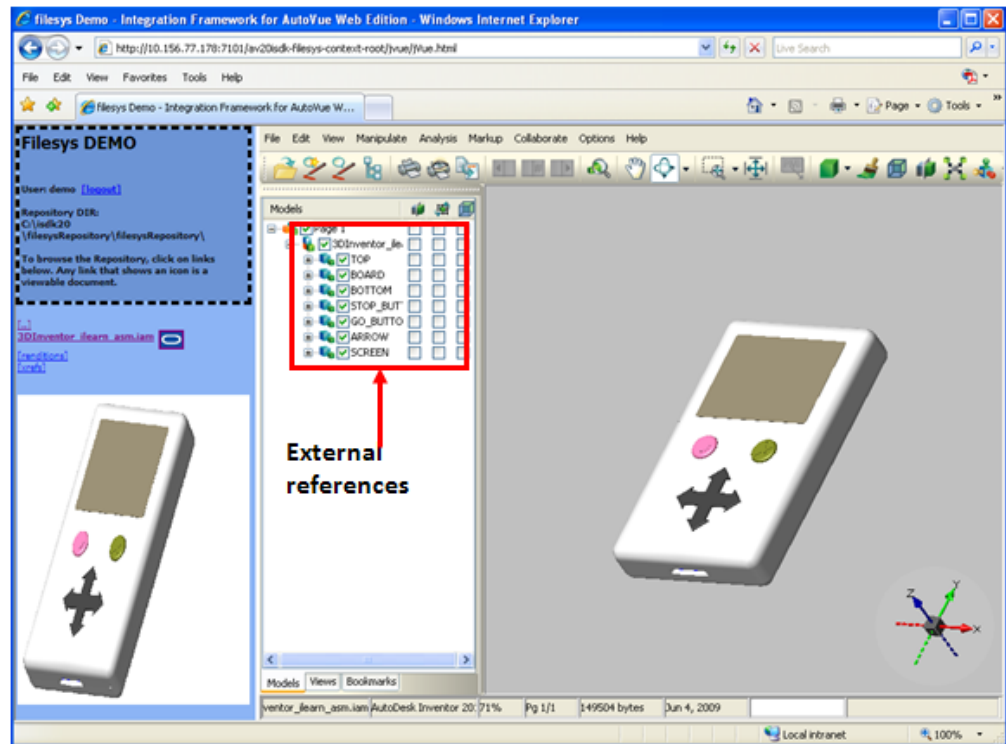 filesys Demo - Integration Framework for AutoVue Web Edition - Windows Internet Explorer
http://10.156.77.178:7101/av20isdk-filesys-context-root/jvue/jVue.html
Live Search
File Edit View Favorites Tools Help
filesys Demo - Integration Framework for AutoVue W...
Page Tools
Filesys DEMO
User: demo [logout]
Repository DIR:
C:\isdk20
\filesysRepository\filesysRepository\
To browse the Repository, click on links
below. Any link that shows an icon is a
viewable document.
[..]
3DInventor_ilearn_asm.iam
[renditions]
[xrefs]
File Edit View Manipulate Analysis Markup Collaborate Options Help
Models
Page 1
3DInventor_ile
TOP
BOARD
BOTTOM
STOP_BUT
GO_BUTTO
ARROW
SCREEN
External
references
Z
Y
X
Models Views Bookmarks
ventor_ilearn_asm.iam AutoDesk Inventor 20 71% Pg 1/1 149504 bytes Jun 4, 2009
Local intranet 100%